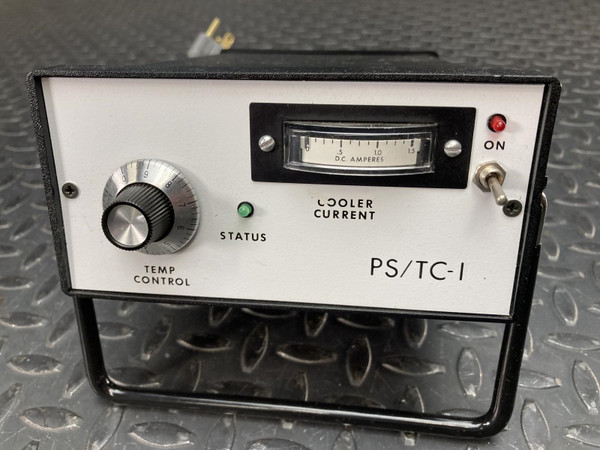 0 .5 1.0 1.5
D.C. AMPERES
ON
COOLER
CURRENT
STATUS
TEMP
CONTROL
PS/TC-1